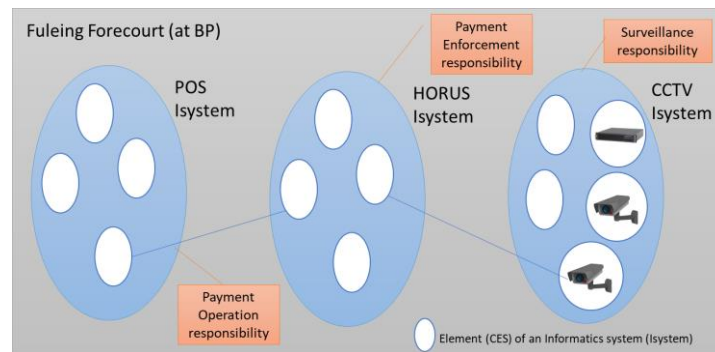 Fuleing Forecourt (at BP)
Payment
Enforcement
responsibility
Surveillance
responsibility
POS
Isystem
HORUS
Isystem
CCTV
Isystem
Payment
Operation
responsibility
Element (CES) of an Informatics system (Isystem)